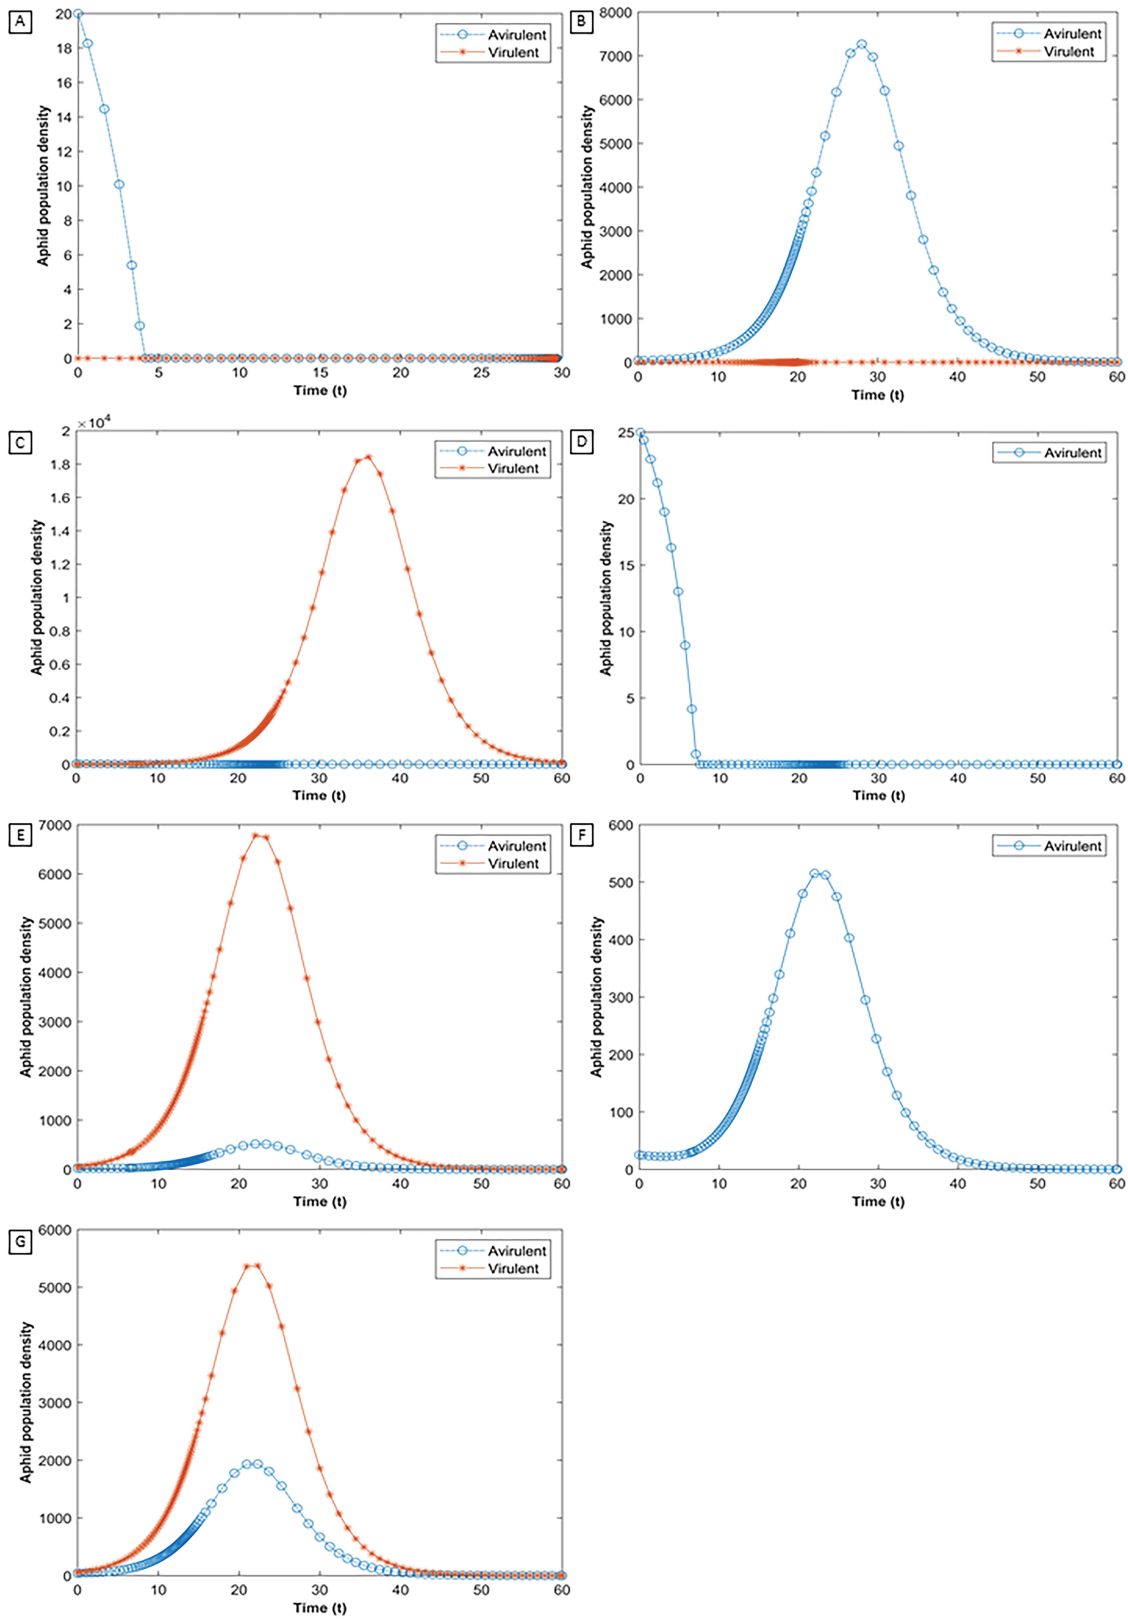 A
Avirulent
Virulent
20
18
16
14
12
10
8
6
4
2
0
0 5 10 15 20 25 30
Aphid population density
Time (t)
B
Avirulent
Virulent
8000
7000
6000
5000
4000
3000
2000
1000
0
0 10 20 30 40 50 60
Aphid population density
Time (t)
C
×10^4
Avirulent
Virulent
2
1.8
1.6
1.4
1.2
1
0.8
0.6
0.4
0.2
0
0 10 20 30 40 50 60
Aphid population density
Time (t)
D
Avirulent
25
20
15
10
5
0
0 10 20 30 40 50 60
Aphid population density
Time (t)
E
Avirulent
Virulent
7000
6000
5000
4000
3000
2000
1000
0
0 10 20 30 40 50 60
Aphid population density
Time (t)
F
Avirulent
600
500
400
300
200
100
0
0 10 20 30 40 50 60
Aphid population density
Time (t)
G
Avirulent
Virulent
6000
5000
4000
3000
2000
1000
0
0 10 20 30 40 50 60
Aphid population density
Time (t)